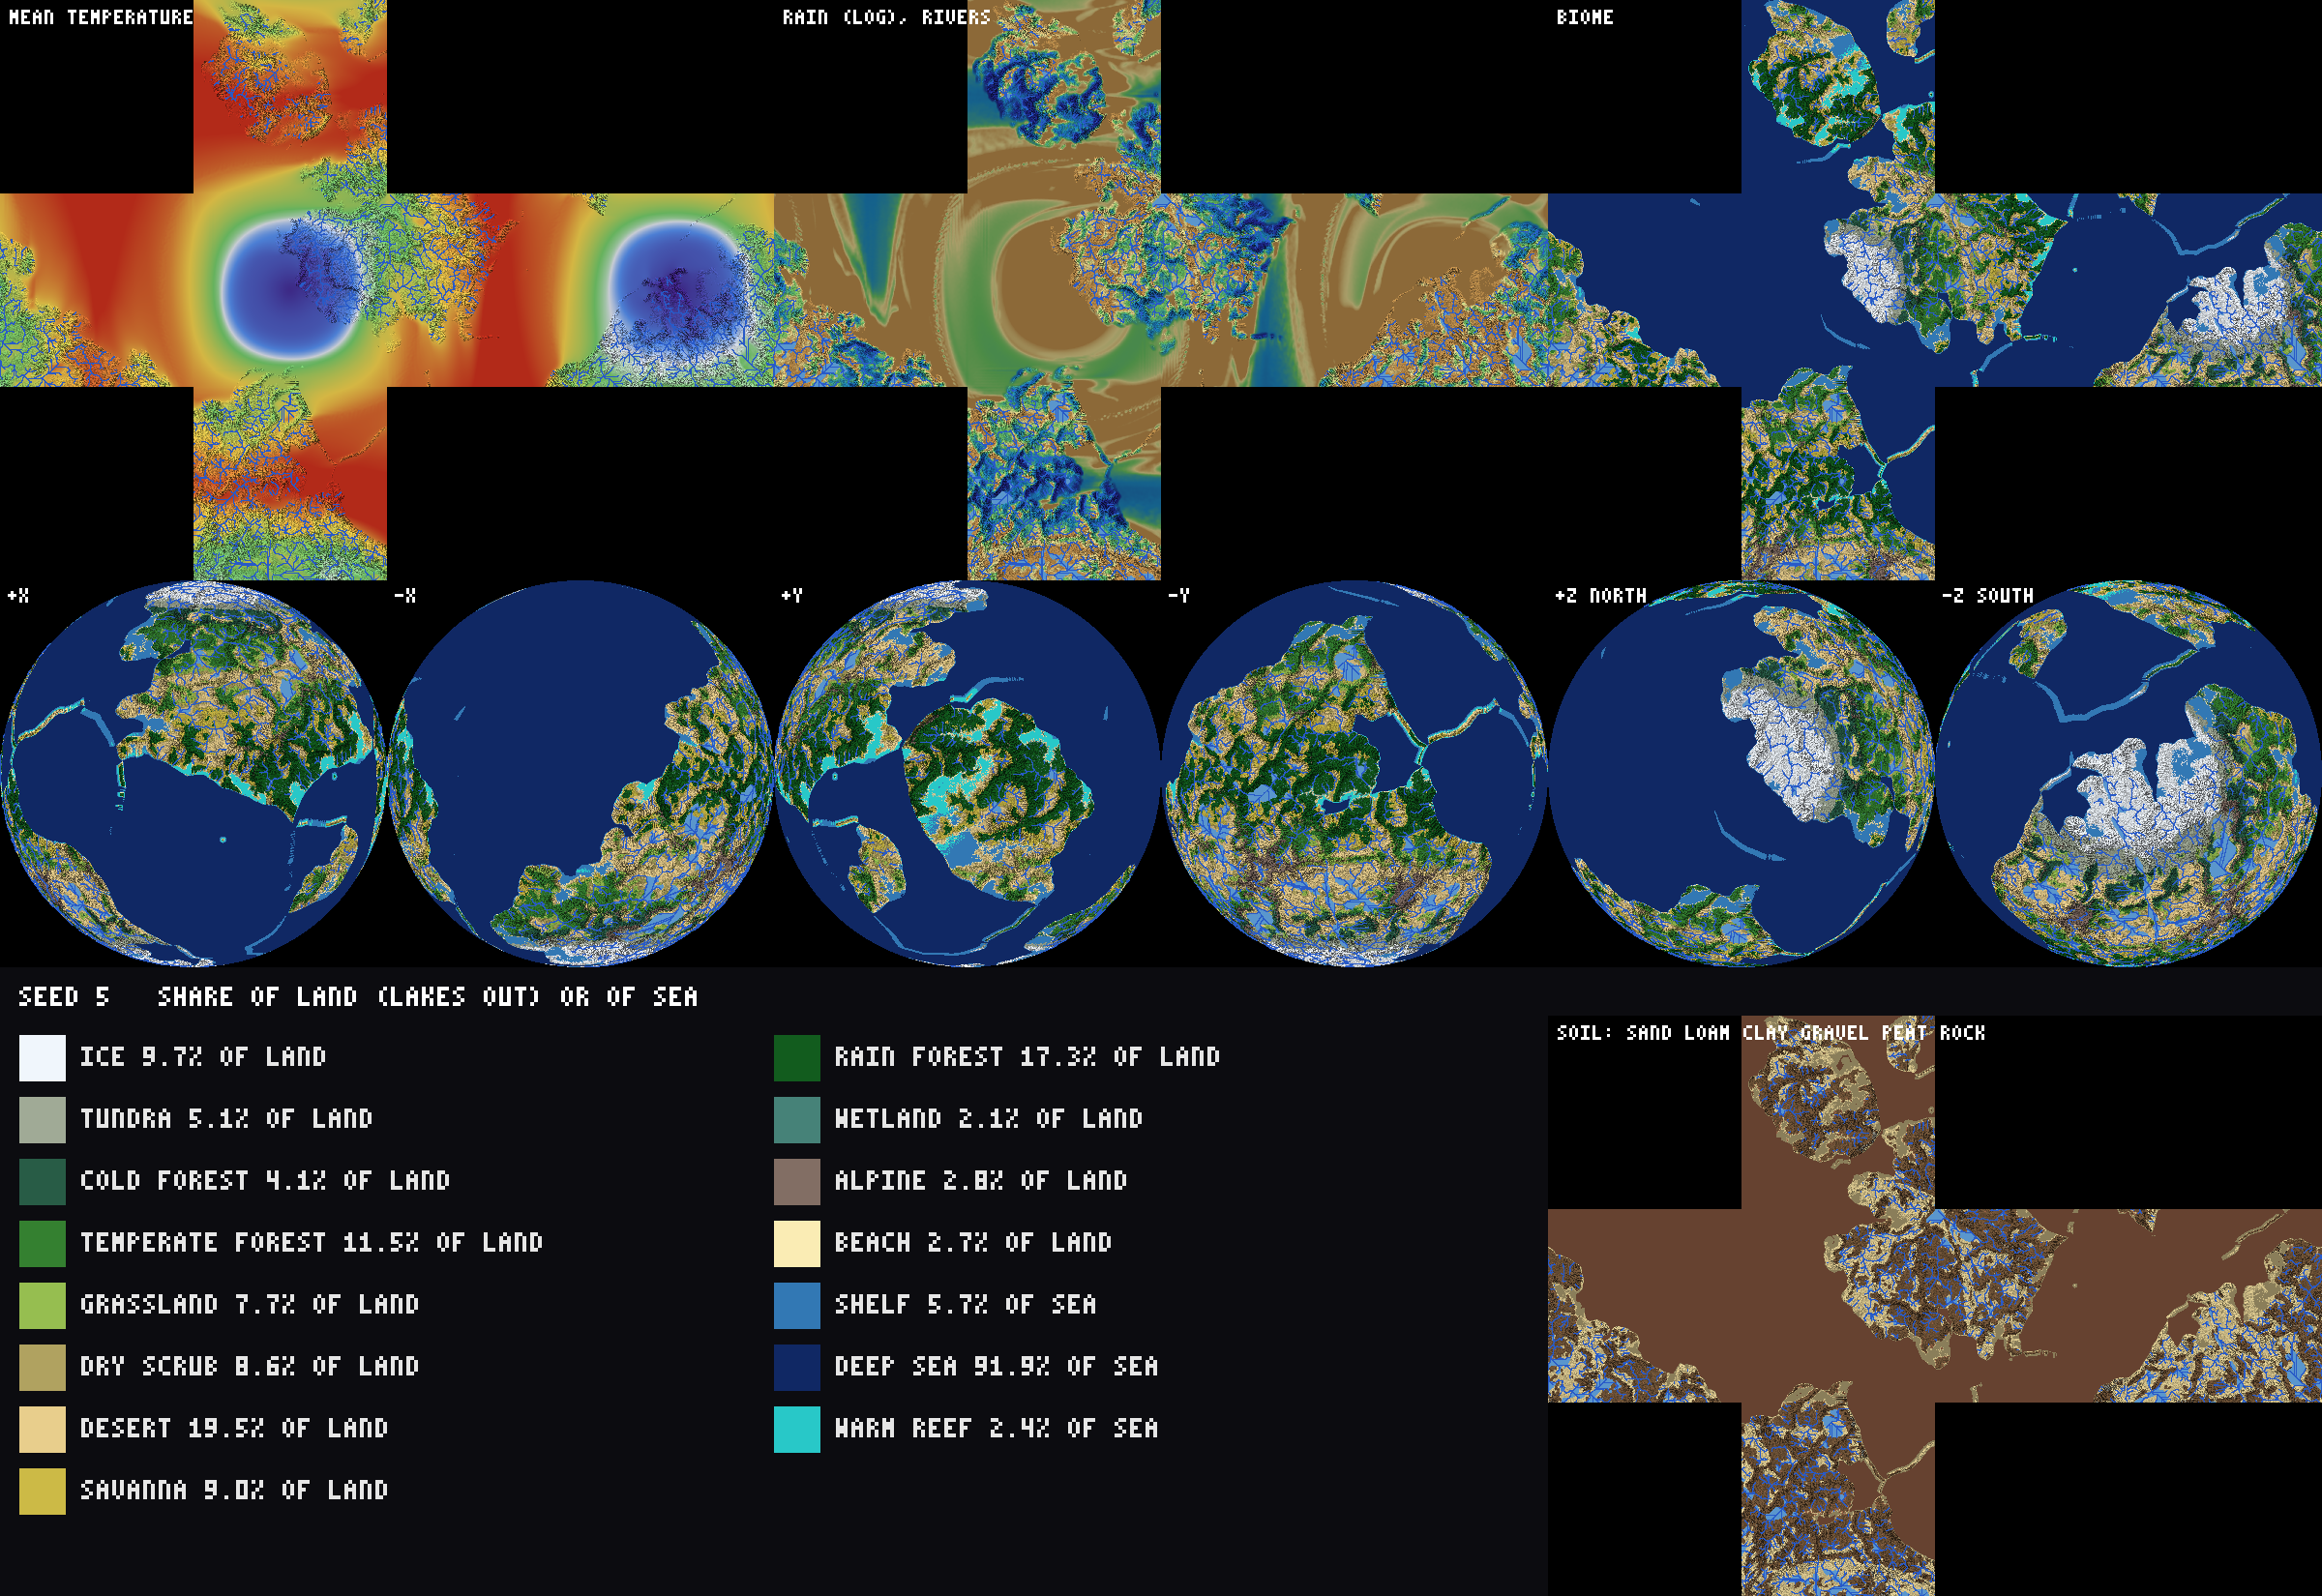 MEAN TEMPERATURE
RAIN (LOG), RIVERS
BIOME
+X
-X
+Y
-Y
+Z NORTH
-Z SOUTH
SEED 5 SHARE OF LAND (LAKES OUT) OR OF SEA
ICE 9.7% OF LAND
TUNDRA 5.1% OF LAND
COLD FOREST 4.1% OF LAND
TEMPERATE FOREST 11.5% OF LAND
GRASSLAND 7.7% OF LAND
DRY SCRUB 8.6% OF LAND
DESERT 19.5% OF LAND
SAVANNA 9.0% OF LAND
RAIN FOREST 17.3% OF LAND
WETLAND 2.1% OF LAND
ALPINE 2.8% OF LAND
BEACH 2.7% OF LAND
SHELF 5.7% OF SEA
DEEP SEA 91.9% OF SEA
WARM REEF 2.4% OF SEA
SOIL: SAND LOAM CLAY GRAVEL PEAT ROCK